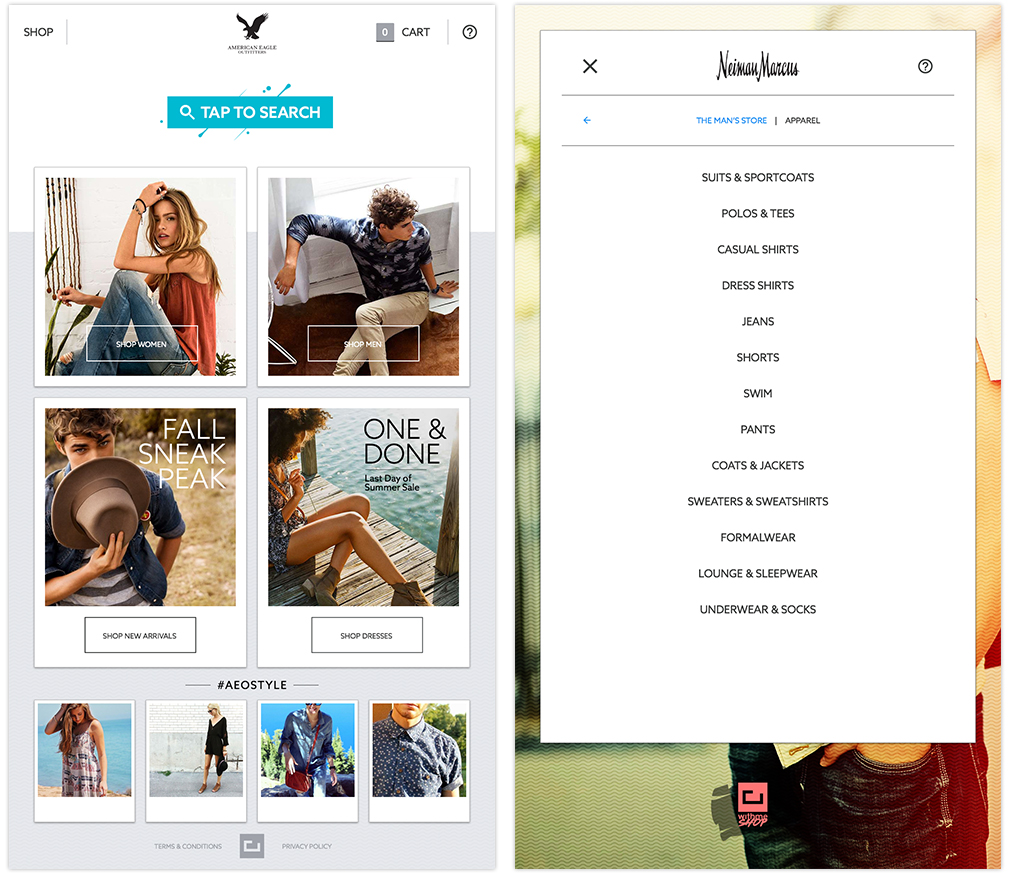 SHOP
AMERICAN EAGLE
OUTFITTERS
0 CART
?
TAP TO SEARCH
SHOP WOMEN
SHOP MEN
FALL
SNEAK
PEAK
ONE &
DONE
Last Day of
Summer Sale
SHOP NEW ARRIVALS
SHOP DRESSES
#AEOSTYLE
TERMS & CONDITIONS
PRIVACY POLICY
Neiman Marcus
?
THE MAN'S STORE | APPAREL
SUITS & SPORTCOATS
POLOS & TEES
CASUAL SHIRTS
DRESS SHIRTS
JEANS
SHORTS
SWIM
PANTS
COATS & JACKETS
SWEATERS & SWEATSHIRTS
FORMALWEAR
LOUNGE & SLEEPWEAR
UNDERWEAR & SOCKS
withme
SHOP